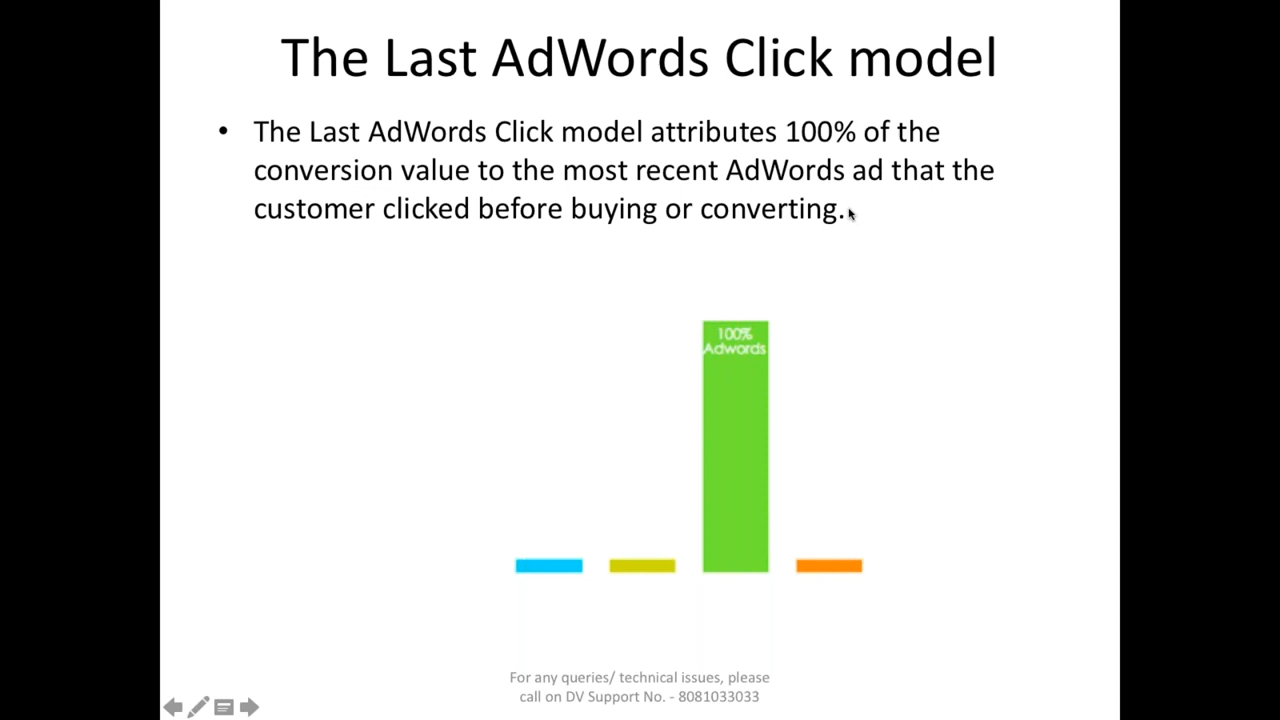 The Last AdWords Click model
• The Last AdWords Click model attributes 100% of the
conversion value to the most recent AdWords ad that the
customer clicked before buying or converting.
100%
Adwords
For any queries/ technical issues, please
call on DV Support No. - 8081033033